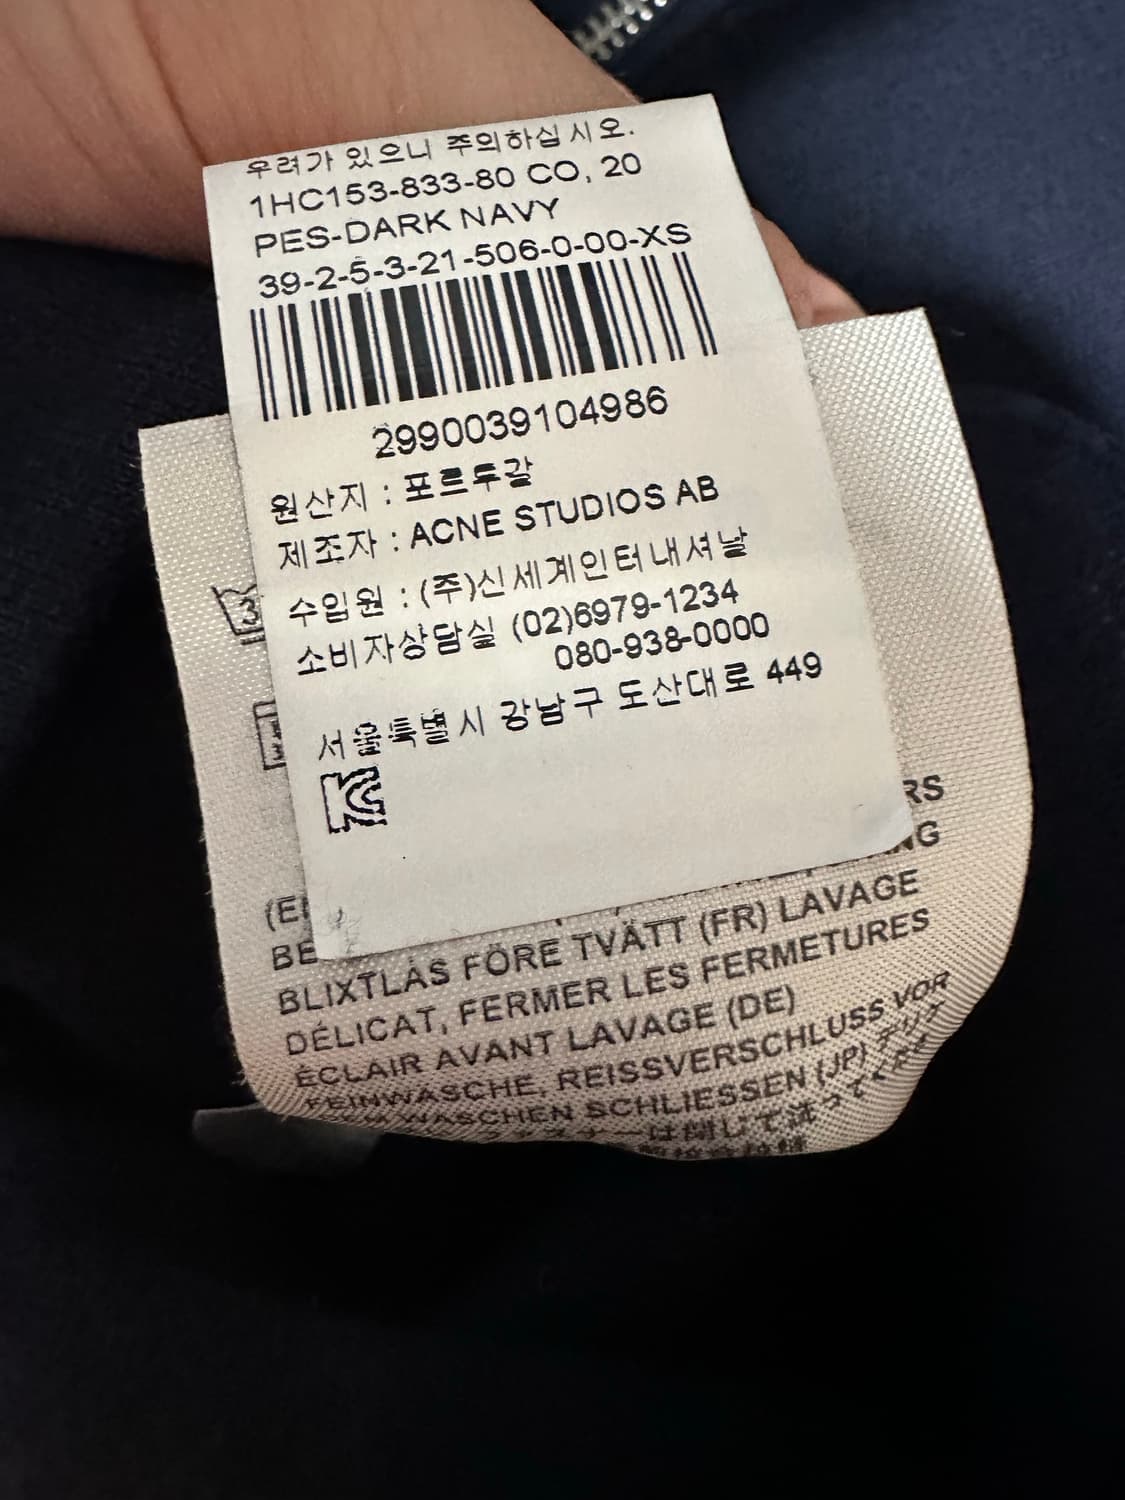 우려가 있으니 주의하십시오.
1HC153-833-80 CO, 20
PES-DARK NAVY
39-2-5-3-21-506-0-00-XS
2990039104986
원산지 : 포르투갈
제조자 : ACNE STUDIOS AB
수입원 : (주)신세계인터내셔날
소비자상담실 (02)6979-1234
080-938-0000
서울특별시 강남구 도산대로 449
BLIXTLÅS FÖRE TVÄTT (FR) LAVAGE
DÉLICAT, FERMER LES FERMETURES
ÉCLAIR AVANT LAVAGE (DE)
FEINWÄSCHE, REISSVERSCHLUSS VOR
WASCHEN SCHLIESSEN (JP)